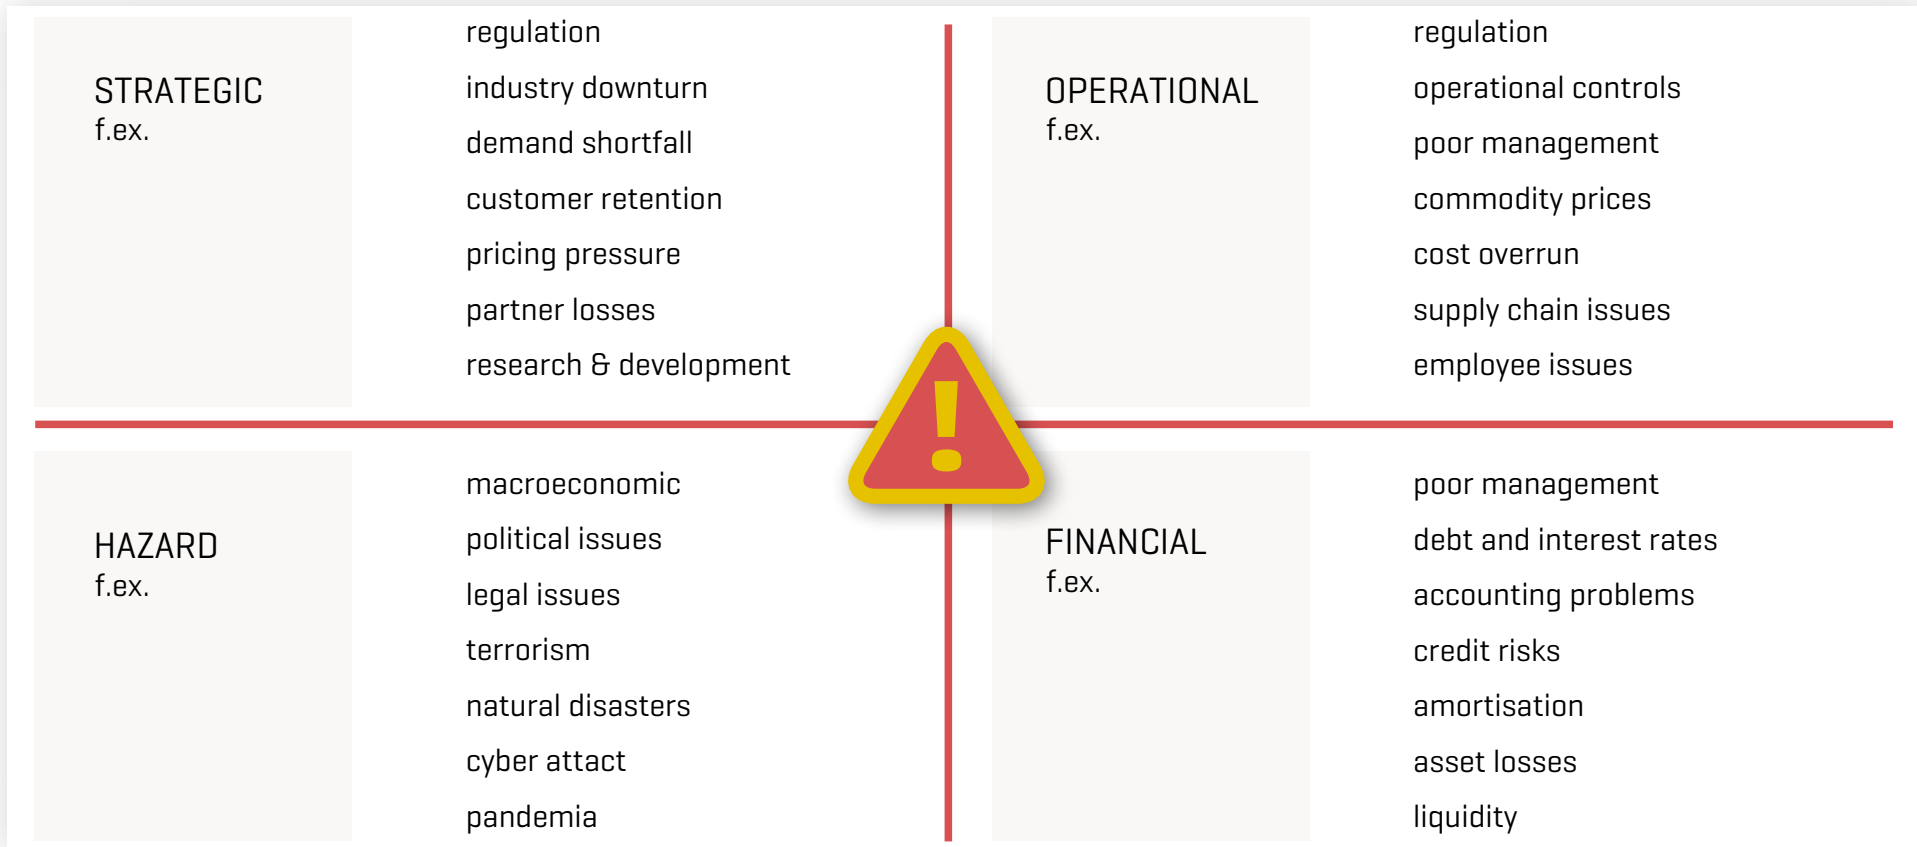 STRATEGIC
f.ex.
regulation
industry downturn
demand shortfall
customer retention
pricing pressure
partner losses
research & development
OPERATIONAL
f.ex.
regulation
operational controls
poor management
commodity prices
cost overrun
supply chain issues
employee issues
!
HAZARD
f.ex.
macroeconomic
political issues
legal issues
terrorism
natural disasters
cyber attact
pandemia
FINANCIAL
f.ex.
poor management
debt and interest rates
accounting problems
credit risks
amortisation
asset losses
liquidity